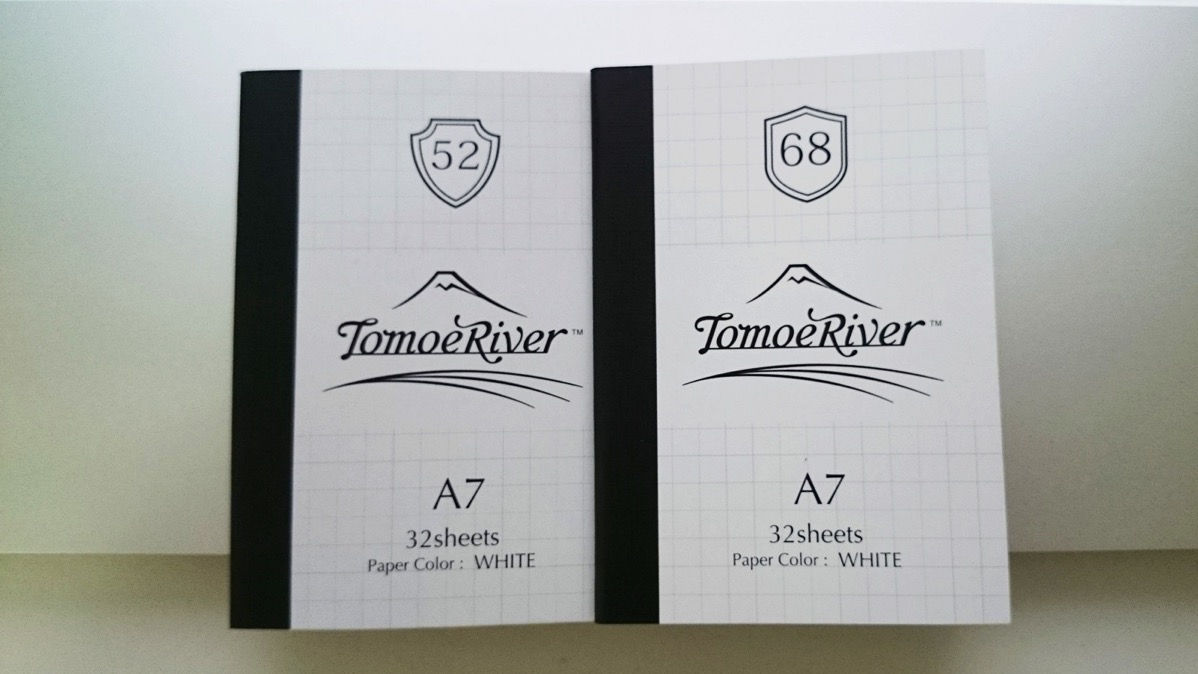 52
TomoeRiver™
A7
32sheets
Paper Color : WHITE
68
TomoeRiver™
A7
32sheets
Paper Color : WHITE